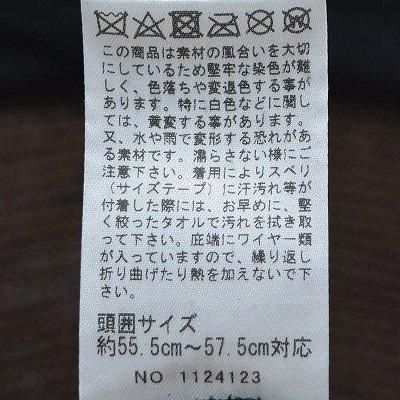 この商品は素材の風合いを大切
にしているため堅牢な染色が難
しく、色落ちや変退色する事が
あります。特に白色などに関し
ては、黄変する事があります。
又、水や雨で変形する恐れがあ
る素材です。濡らさない様にご
注意下さい。着用によりスベリ
(サイズテープ)に汗汚れ等が
付着した際には、お早めに、堅
く絞ったタオルで汚れを拭き取
って下さい。庇端にワイヤー類
が入っていますので、繰り返し
折り曲げたり熱を加えないで下
さい。
頭囲サイズ
約55.5cm〜57.5cm対応
NO 1124123